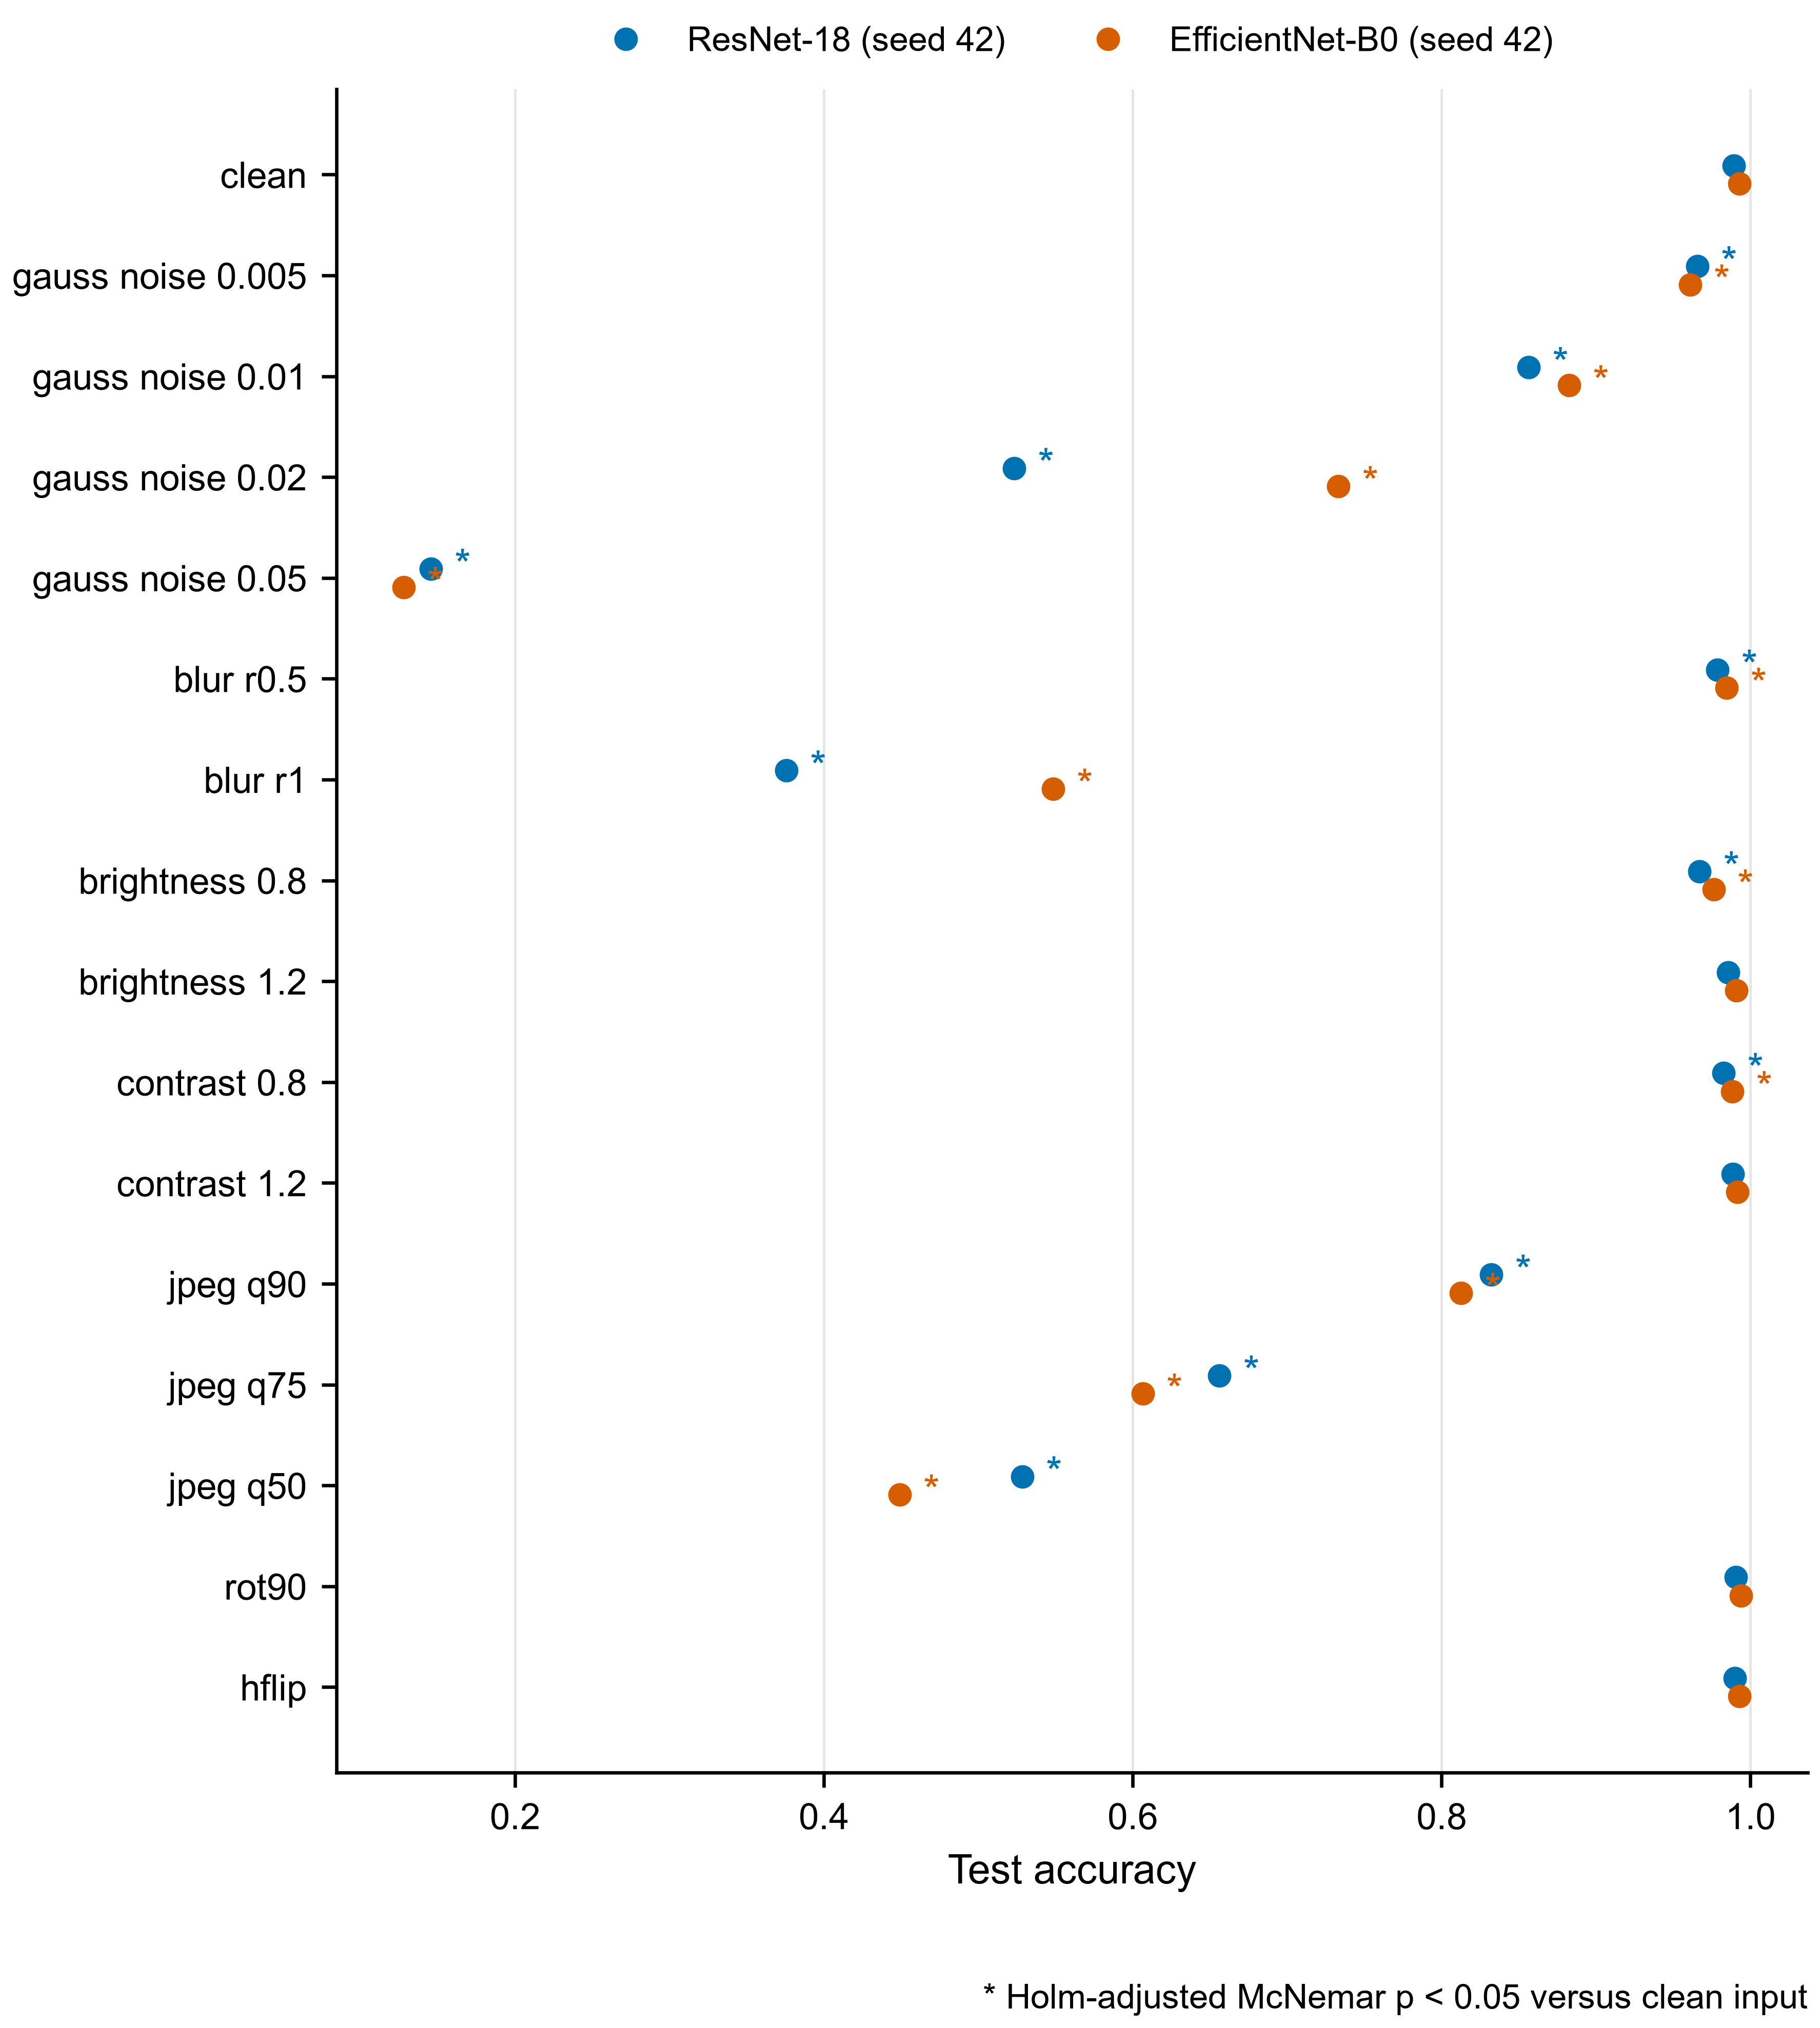 ResNet-18 (seed 42) EfficientNet-B0 (seed 42)
clean
* 
gauss noise 0.005
*
*
gauss noise 0.01
*
*
gauss noise 0.02
*
*
gauss noise 0.05
*
*
blur r0.5
*
*
blur r1
*
*
brightness 0.8
*
brightness 1.2
*
contrast 0.8
*
contrast 1.2
*
jpeg q90
*
*
jpeg q75
*
*
jpeg q50
*
rot90
hflip
0.2 0.4 0.6 0.8 1.0
Test accuracy
* Holm-adjusted McNemar p < 0.05 versus clean input